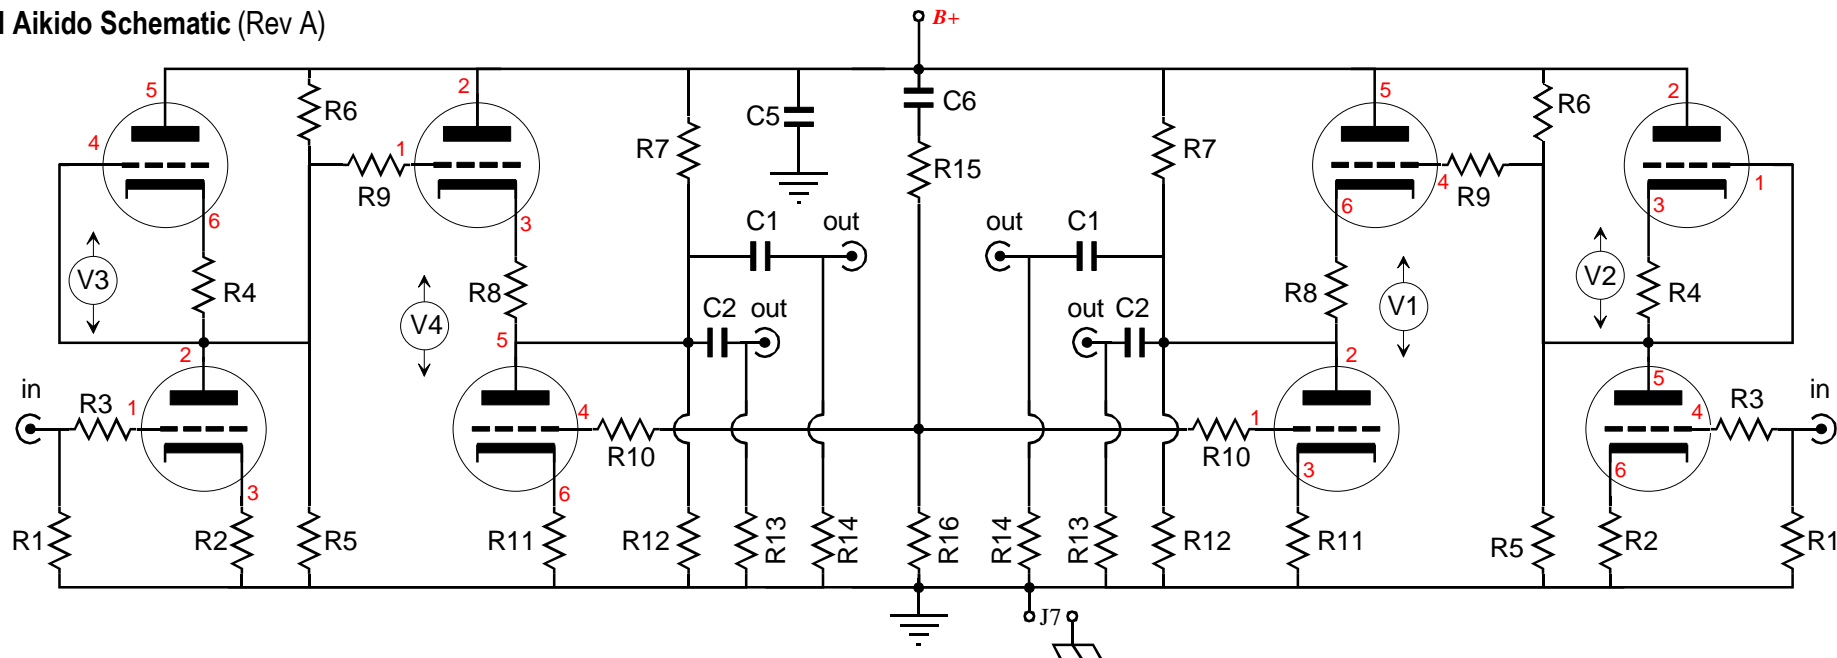 Aikido Schematic (Rev A)
B+
5
2
5
2
R6
C5
C6
R6
4
1
R7
R15
R7
R9
4
R9
1
6
3
6
3
C1
out
out
C1
V3
R4
R8
V4
C2
out
out
C2
R8
V1
V2
R4
2
5
2
5
in
R3
1
4
R10
R10
1
4
R3
in
3
6
3
6
R1
R2
R5
R11
R12
R13
R14
R16
R14
R13
R12
R11
R5
R2
R1
J7